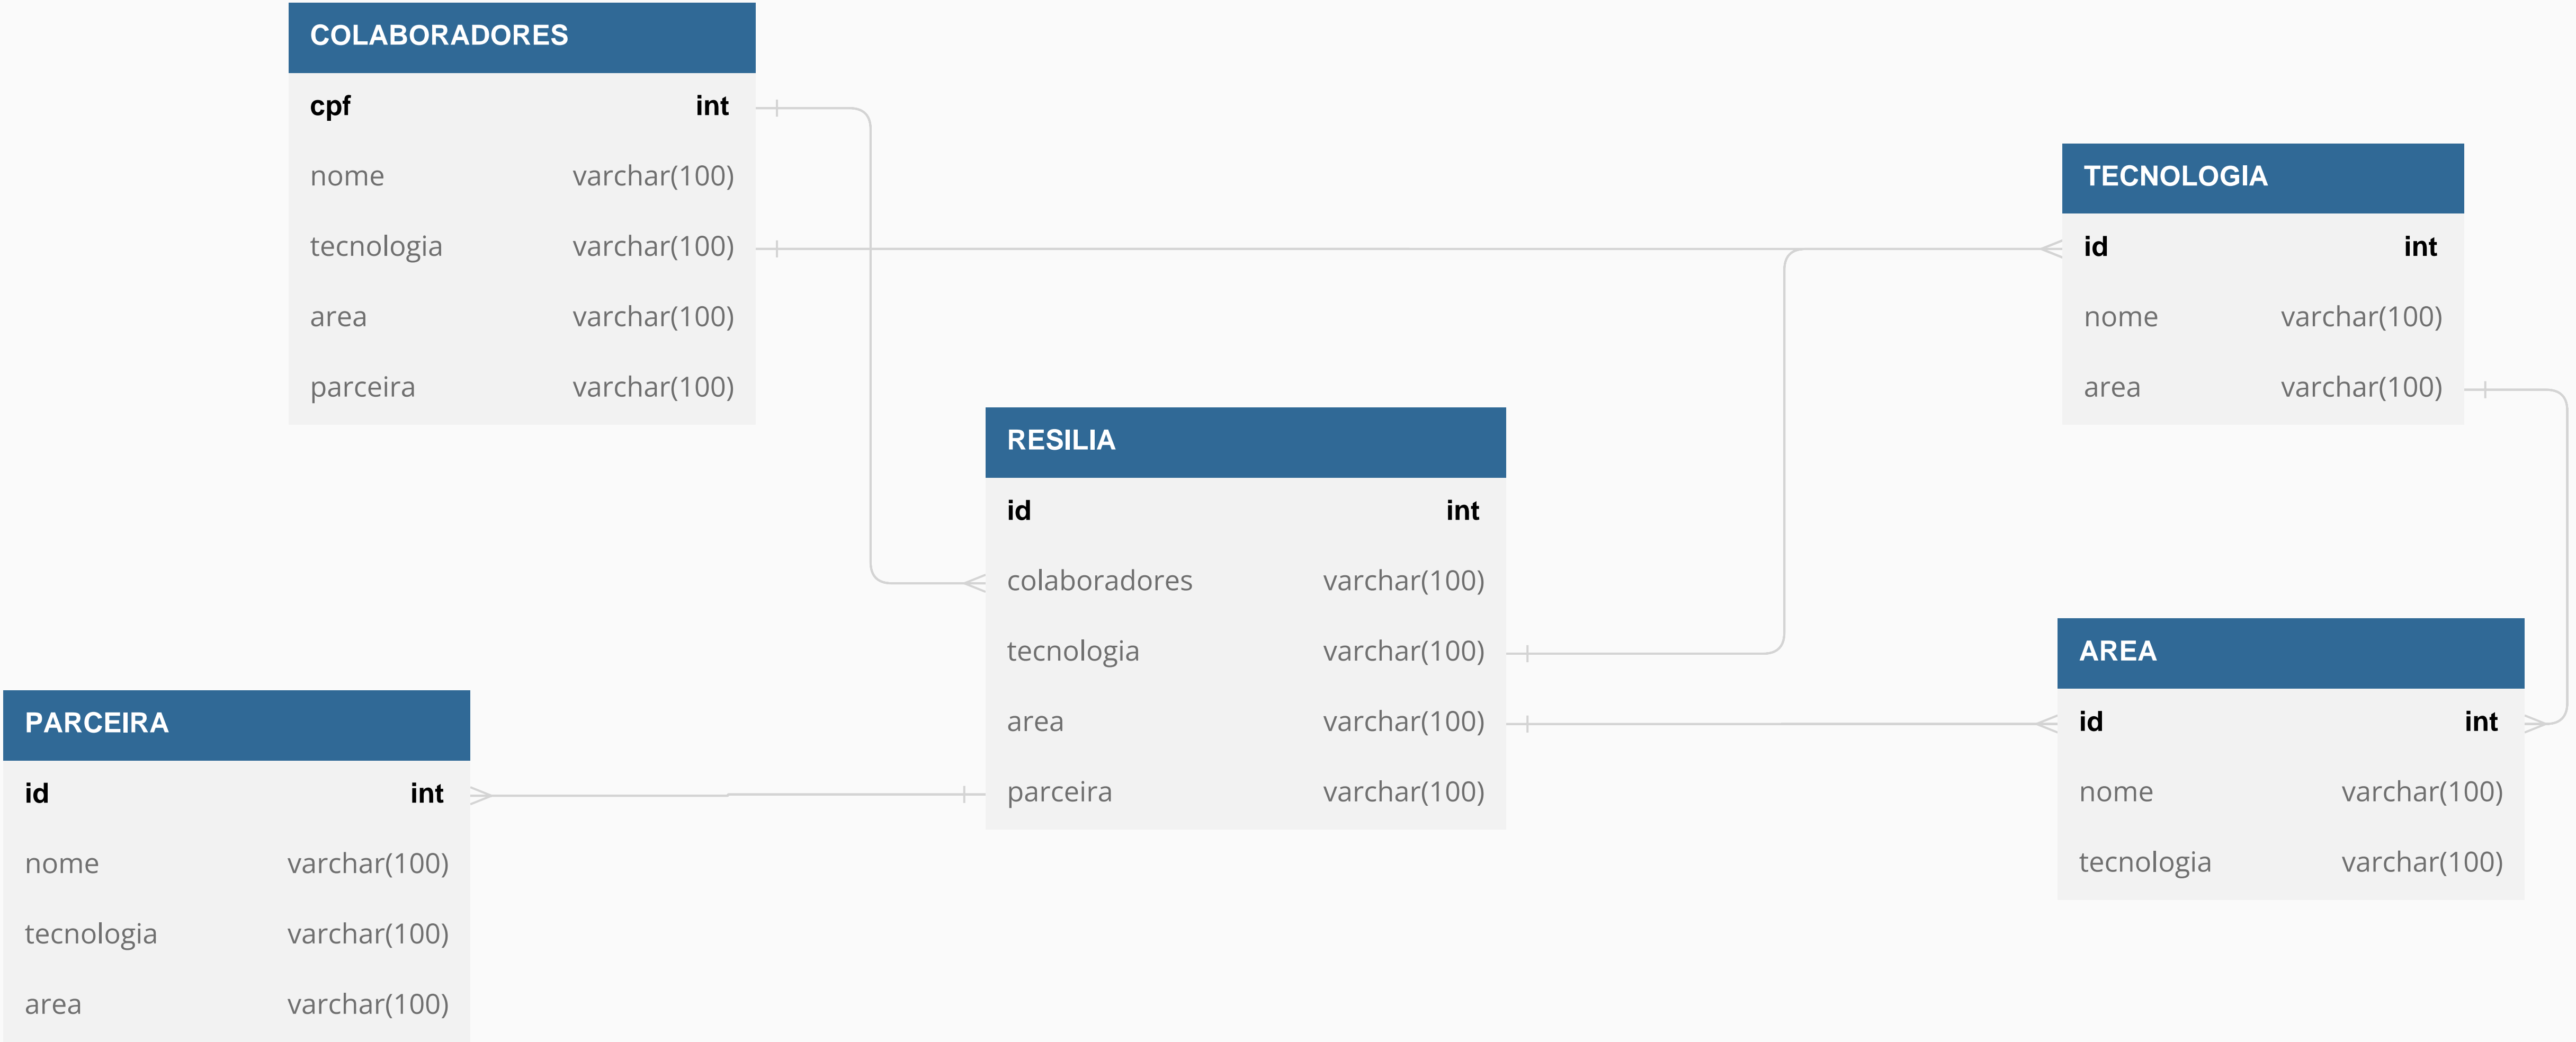 COLABORADORES
cpf int
nome varchar(100)
tecnologia varchar(100)
area varchar(100)
parceira varchar(100)
TECNOLOGIA
id int
nome varchar(100)
area varchar(100)
RESILIA
id int
colaboradores varchar(100)
tecnologia varchar(100)
area varchar(100)
parceira varchar(100)
AREA
id int
nome varchar(100)
tecnologia varchar(100)
PARCEIRA
id int
nome varchar(100)
tecnologia varchar(100)
area varchar(100)